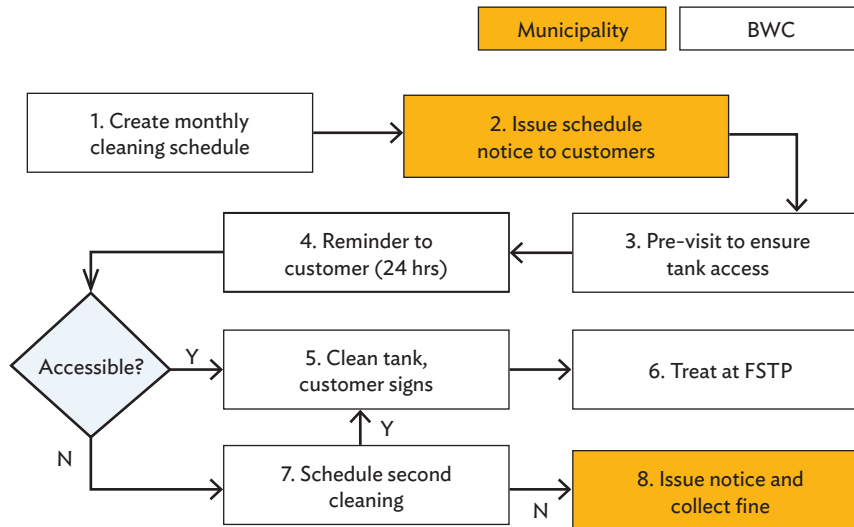 Municipality
BWC
1. Create monthly
cleaning schedule
2. Issue schedule
notice to customers
3. Pre-visit to ensure
tank access
4. Reminder to
customer (24 hrs)
Accessible?
Y
5. Clean tank,
customer signs
6. Treat at FSTP
Y
N
7. Schedule second
cleaning
N
8. Issue notice and
collect fine